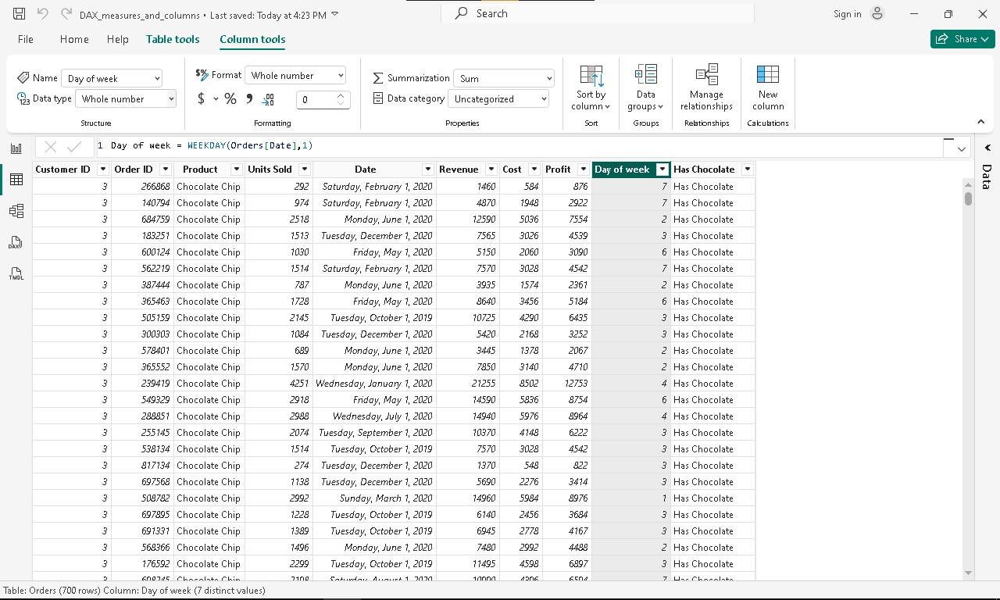 DAX_measures_and_columns • Last saved: Today at 4:23 PM
Search
Sign in
File Home Help Table tools Column tools
Share
Name Day of week
Data type Whole number
Structure
Format Whole number
$ % 9 .00 0
Formatting
Summarization Sum
Data category Uncategorized
Properties
Sort by column
Sort
Data groups
Groups
Manage relationships
Relationships
New column
Calculations
1 Day of week = WEEKDAY(Orders[Date],1)
Customer ID Order ID Product Units Sold Date Revenue Cost Profit Day of week Has Chocolate
3 266868 Chocolate Chip 292 Saturday, February 1, 2020 1460 584 876 7 Has Chocolate
3 140794 Chocolate Chip 974 Saturday, February 1, 2020 4870 1948 2922 7 Has Chocolate
3 684759 Chocolate Chip 2518 Monday, June 1, 2020 12590 5036 7554 2 Has Chocolate
3 183251 Chocolate Chip 1513 Tuesday, December 1, 2020 7565 3026 4539 3 Has Chocolate
3 600124 Chocolate Chip 1030 Friday, May 1, 2020 5150 2060 3090 6 Has Chocolate
3 562219 Chocolate Chip 1514 Saturday, February 1, 2020 7570 3028 4542 7 Has Chocolate
3 387444 Chocolate Chip 787 Monday, June 1, 2020 3935 1574 2361 2 Has Chocolate
3 365463 Chocolate Chip 1728 Friday, May 1, 2020 8640 3456 5184 6 Has Chocolate
3 505159 Chocolate Chip 2145 Tuesday, October 1, 2019 10725 4290 6435 3 Has Chocolate
3 300303 Chocolate Chip 1084 Tuesday, December 1, 2020 5420 2168 3252 3 Has Chocolate
3 578401 Chocolate Chip 689 Monday, June 1, 2020 3445 1378 2067 2 Has Chocolate
3 365552 Chocolate Chip 1570 Monday, June 1, 2020 7850 3140 4710 2 Has Chocolate
3 239419 Chocolate Chip 4251 Wednesday, January 1, 2020 21255 8502 12753 4 Has Chocolate
3 549329 Chocolate Chip 2918 Friday, May 1, 2020 14590 5836 8754 6 Has Chocolate
3 288851 Chocolate Chip 2988 Wednesday, July 1, 2020 14940 5976 8964 4 Has Chocolate
3 255145 Chocolate Chip 2074 Tuesday, September 1, 2020 10370 4148 6222 3 Has Chocolate
3 538134 Chocolate Chip 1514 Tuesday, October 1, 2019 7570 3028 4542 3 Has Chocolate
3 817134 Chocolate Chip 274 Tuesday, December 1, 2020 1370 548 822 3 Has Chocolate
3 697568 Chocolate Chip 1138 Tuesday, December 1, 2020 5690 2276 3414 3 Has Chocolate
3 508782 Chocolate Chip 2992 Sunday, March 1, 2020 14960 5984 8976 1 Has Chocolate
3 697895 Chocolate Chip 1228 Tuesday, October 1, 2019 6140 2456 3684 3 Has Chocolate
3 691331 Chocolate Chip 1389 Tuesday, October 1, 2019 6945 2778 4167 3 Has Chocolate
3 568366 Chocolate Chip 1496 Monday, June 1, 2020 7480 2992 4488 2 Has Chocolate
3 176592 Chocolate Chip 2299 Tuesday, October 1, 2019 11495 4598 6897 3 Has Chocolate
DAX
TMDL
Data
Table: Orders (700 rows) Column: Day of week (7 distinct values)